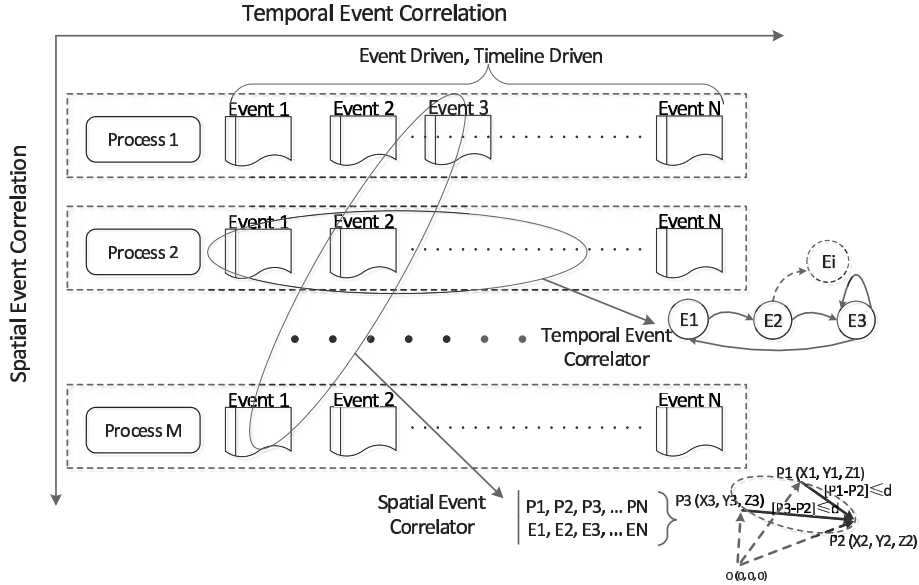 Temporal Event Correlation
Event Driven, Timeline Driven
Spatial Event Correlation
Process 1
Event 1
Event 2
Event 3
Event N
Process 2
Event 1
Event 2
Event N
Ei
E1
E2
E3
Temporal Event
Correlator
Process M
Event 1
Event 2
Event N
Spatial Event
Correlator
P1, P2, P3, ... PN
E1, E2, E3, ... EN
P1 (X1, Y1, Z1)
|P1-P2|≤d
P3 (X3, Y3, Z3)
|P3-P2|≤d
P2 (X2, Y2, Z2)
O (0, 0, 0)